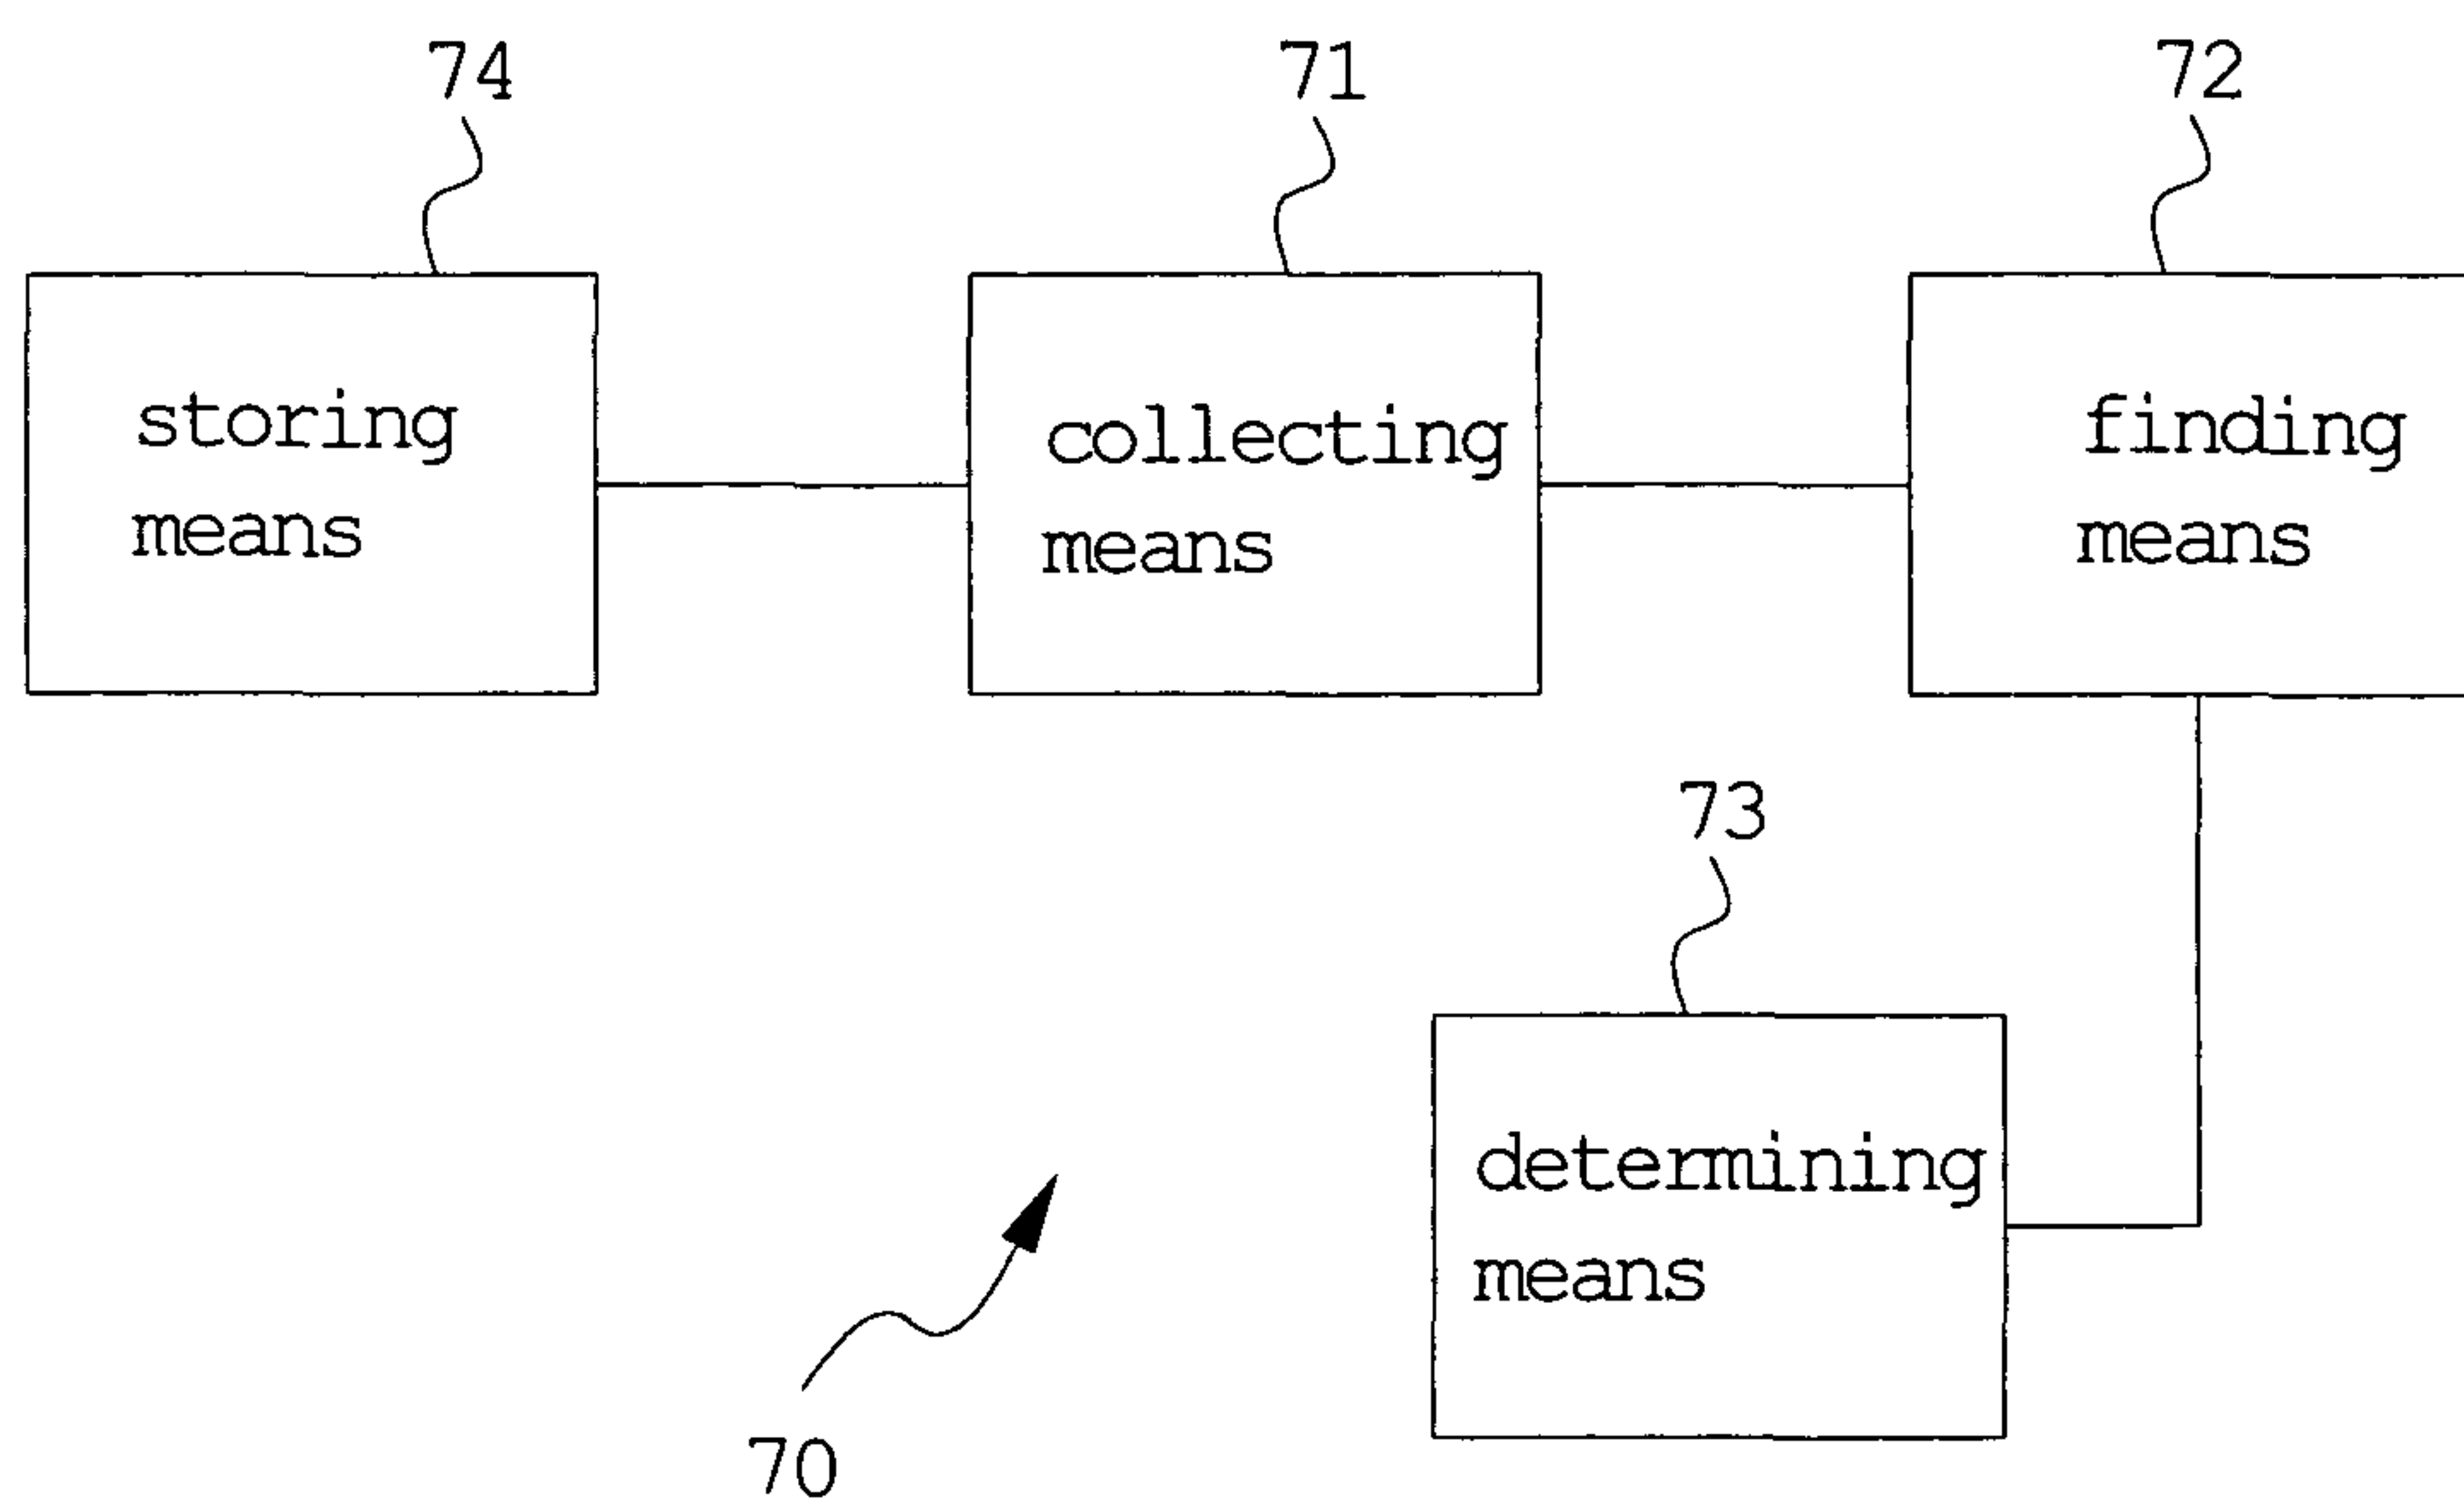 74
71
72
storing
means
collecting
means
finding
means
73
determining
means
70